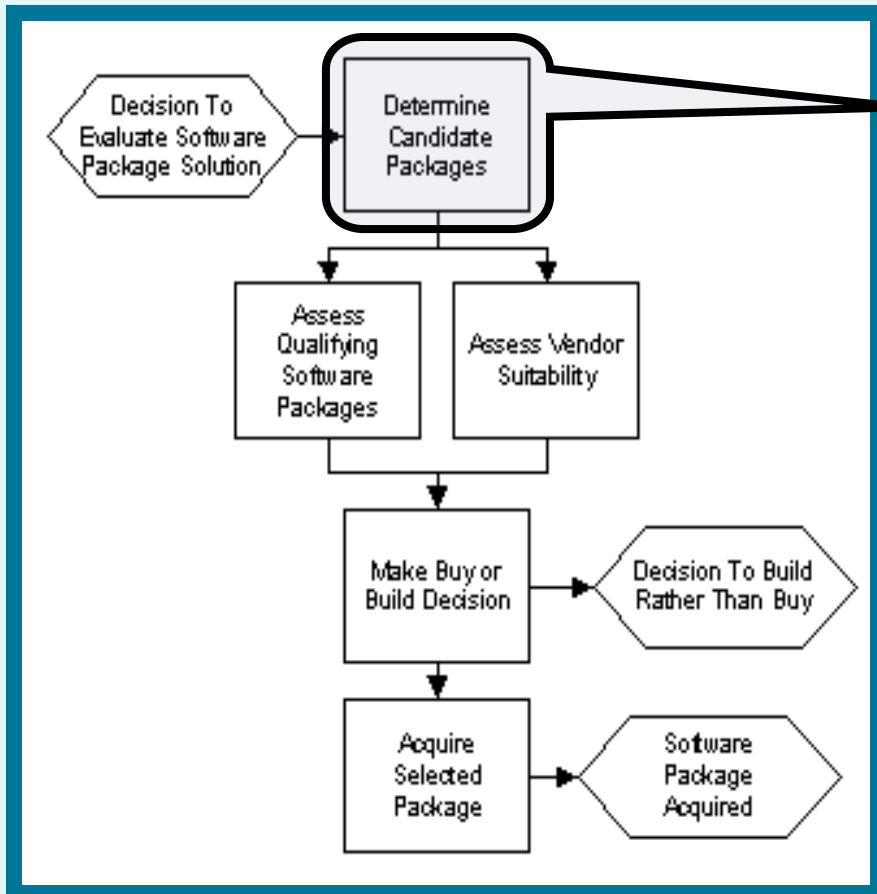 Decision To
Evaluate Software
Package Solution
Determine
Candidate
Packages
Assess
Qualifying
Software
Packages
Assess Vendor
Suitability
Make Buy or
Build Decision
Decision To Build
Rather Than Buy
Acquire
Selected
Package
Software
Package
Acquired